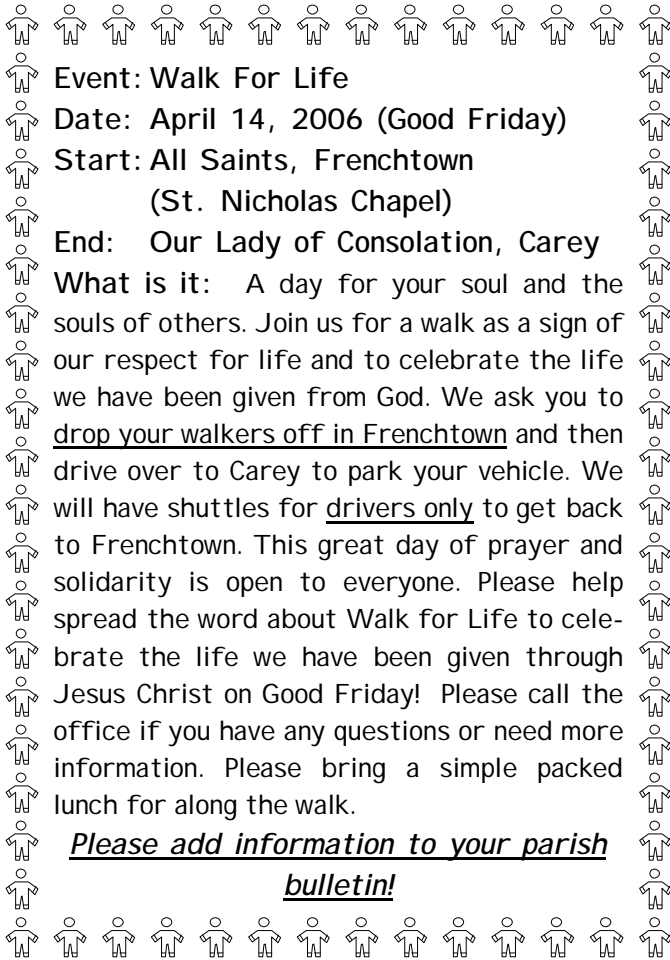 Event: Walk For Life
Date: April 14, 2006 (Good Friday)
Start: All Saints, Frenchtown
(St. Nicholas Chapel)
End: Our Lady of Consolation, Carey
What is it: A day for your soul and the
souls of others. Join us for a walk as a sign of
our respect for life and to celebrate the life
we have been given from God. We ask you to
drop your walkers off in Frenchtown and then
drive over to Carey to park your vehicle. We
will have shuttles for drivers only to get back
to Frenchtown. This great day of prayer and
solidarity is open to everyone. Please help
spread the word about Walk for Life to cele-
brate the life we have been given through
Jesus Christ on Good Friday! Please call the
office if you have any questions or need more
information. Please bring a simple packed
lunch for along the walk.
Please add information to your parish
bulletin!